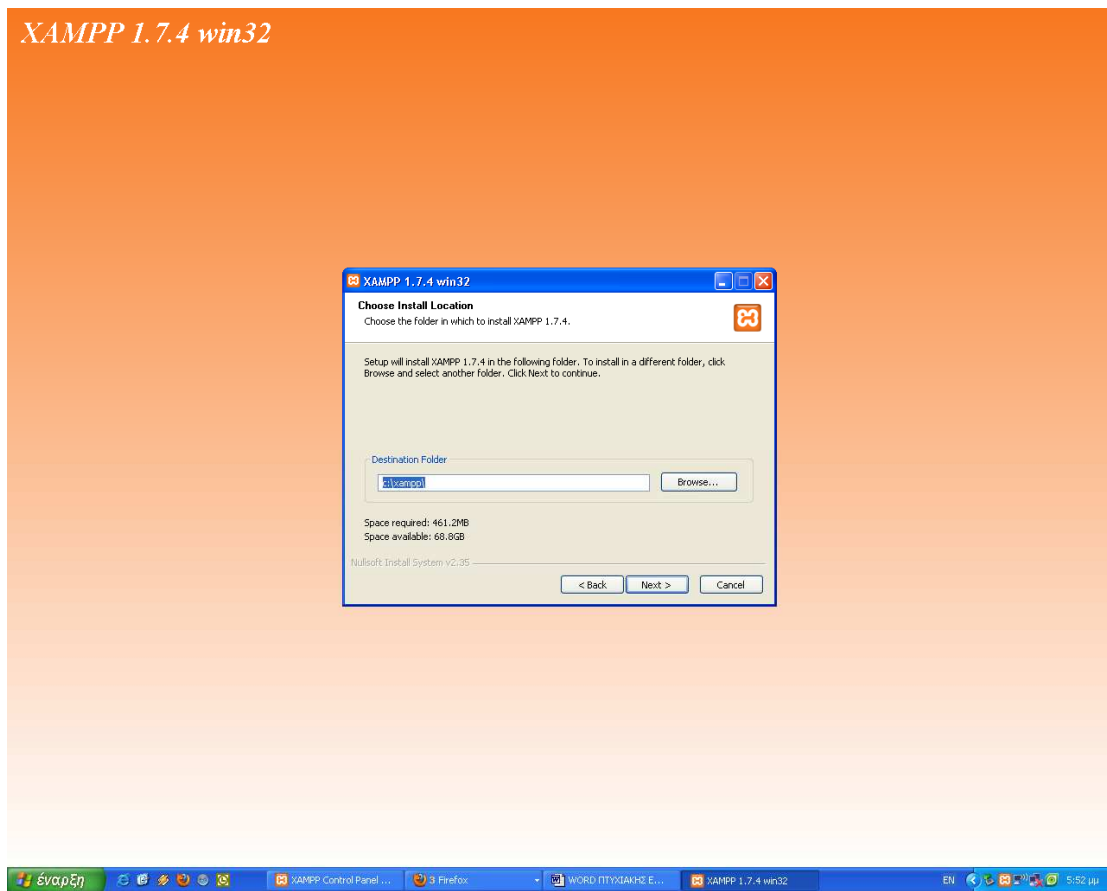 XAMPP 1.7.4 win32
XAMPP 1.7.4 win32
Choose Install Location
Choose the folder in which to install XAMPP 1.7.4.
Setup will install XAMPP 1.7.4 in the following folder. To install in a different folder, click
Browse and select another folder. Click Next to continue.
Destination Folder
c:\xampp\
Browse...
Space required: 461.2MB
Space available: 68.8GB
Nullsoft Install System v2.35
< Back
Next >
Cancel
έναρξη
XAMPP Control Panel ...
3 Firefox
WORD ΠΤΥΧΙΑΚΗΣ Ε...
XAMPP 1.7.4 win32
EN
5:52 μμ